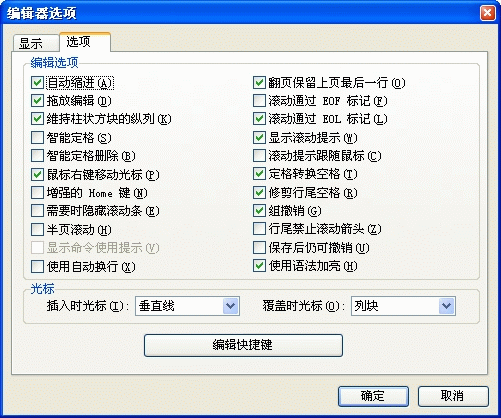 编辑器选项
显示 选项
编辑选项
自动缩进(A)
拖放编辑(D)
维持柱状方块的纵列(K)
智能定格(S)
智能定格删除(B)
鼠标右键移动光标(P)
增强的 Home 键(N)
需要时隐藏滚动条(E)
半页滚动(H)
显示命令使用提示(V)
使用自动换行(X)
翻页保留上页最后一行(O)
滚动通过 EOF 标记(F)
滚动通过 EOL 标记(L)
显示滚动提示(W)
滚动提示跟随鼠标(C)
定格转换空格(T)
修剪行尾空格(R)
组撤销(G)
行尾禁止滚动箭头(Z)
保存后仍可撤销(U)
使用语法加亮(H)
光标
插入时光标(I): 垂直线 覆盖时光标(O): 列块
编辑快捷键
确定 取消